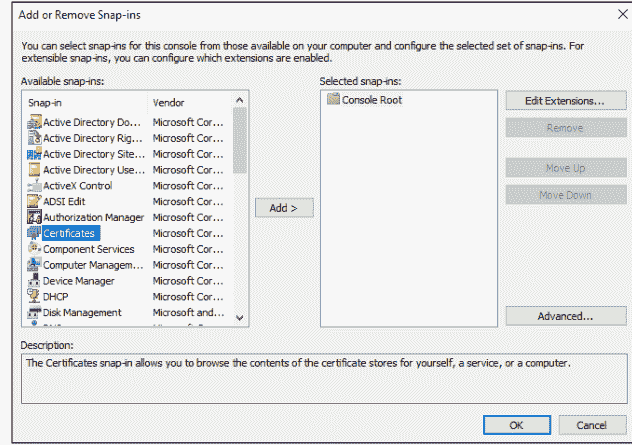 Add or Remove Snap-ins
You can select snap-ins for this console from those available on your computer and configure the selected set of snap-ins. For
extensible snap-ins, you can configure which extensions are enabled.
Available snap-ins:
Selected snap-ins:
Snap-in Vendor
Active Directory Do... Microsoft Cor...
Active Directory Rig... Microsoft Cor...
Active Directory Site... Microsoft Cor...
Active Directory Use... Microsoft Cor...
ActiveX Control Microsoft Cor...
ADSI Edit Microsoft Cor...
Authorization Manager Microsoft Cor...
Certificates Microsoft Cor...
Component Services Microsoft Cor...
Computer Managem... Microsoft Cor...
Device Manager Microsoft Cor...
DHCP Microsoft Cor...
Disk Management Microsoft and...
Add >
Console Root
Edit Extensions...
Remove
Move Up
Move Down
Advanced...
Description:
The Certificates snap-in allows you to browse the contents of the certificate stores for yourself, a service, or a computer.
OK Cancel